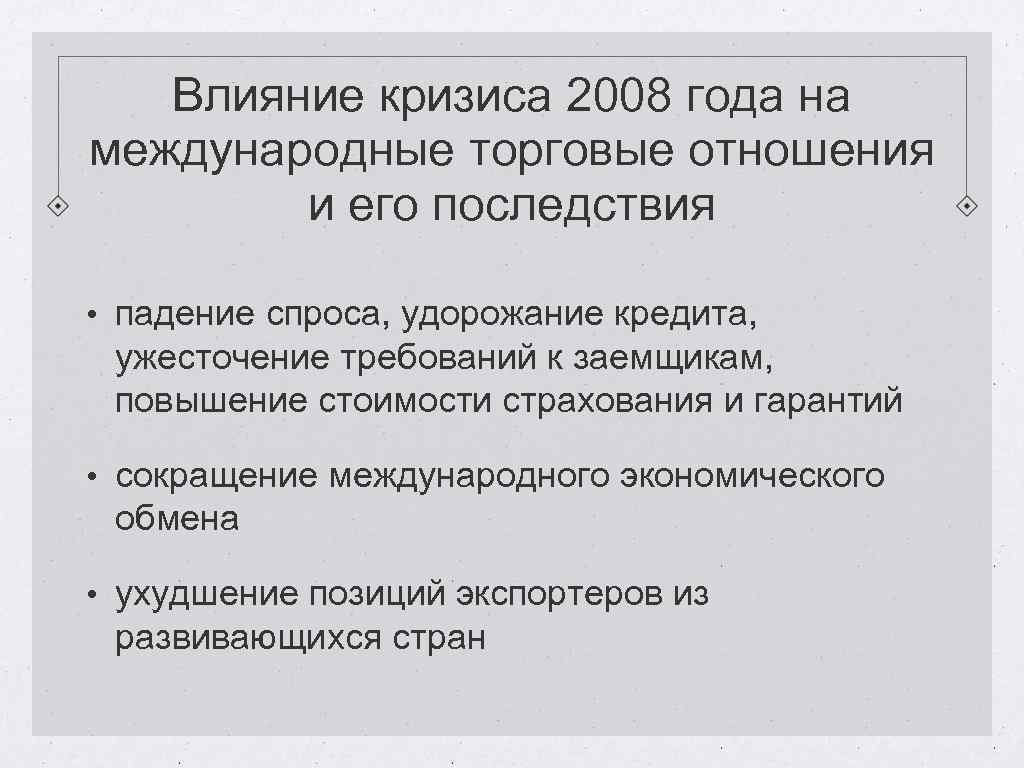 Влияние кризиса 2008 года на
международные торговые отношения
и его последствия
• падение спроса, удорожание кредита,
ужесточение требований к заемщикам,
повышение стоимости страхования и гарантий
• сокращение международного экономического
обмена
• ухудшение позиций экспортеров из
развивающихся стран